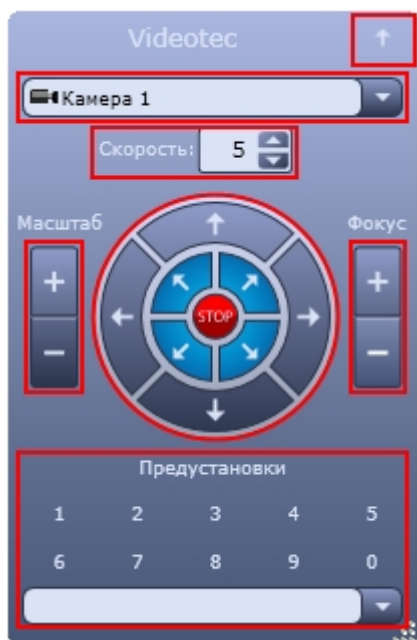 Videotec
Камера 1
Скорость: 5
Масштаб
Фокус
+
+
STOP
−
−
Предустановки
1 2 3 4 5
6 7 8 9 0